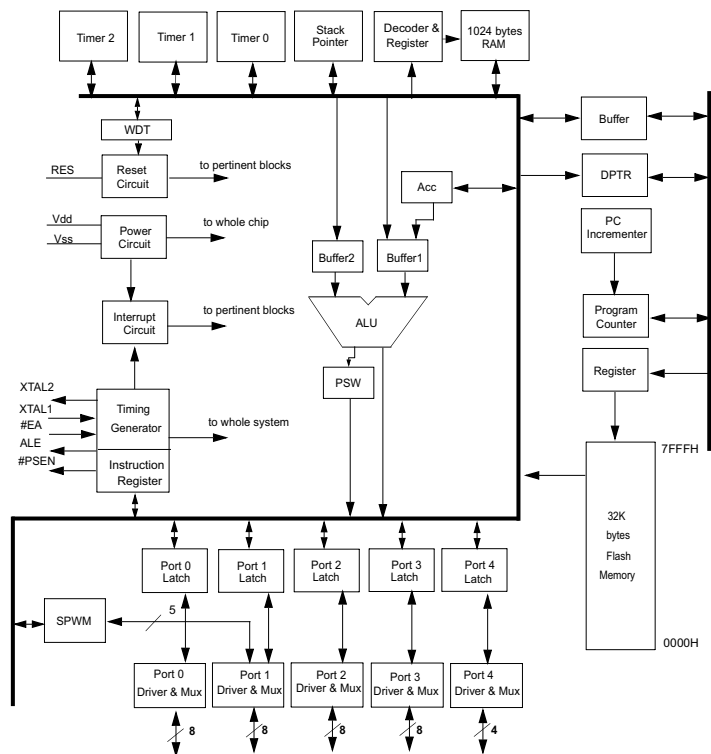 Timer 2
Timer 1
Timer 0
Stack
Pointer
Decoder &
Register
1024 bytes
RAM
WDT
Buffer
RES
Reset
Circuit
to pertinent blocks
Acc
DPTR
Vdd
Vss
Power
Circuit
to whole chip
PC
Incrementer
Buffer2
Buffer1
Interrupt
Circuit
to pertinent blocks
ALU
Program
Counter
PSW
Register
XTAL2
XTAL1
#EA
ALE
#PSEN
Timing
Generator
to whole system
Instruction
Register
7FFFH
32K
bytes
Flash
Memory
0000H
Port 0
Latch
Port 1
Latch
Port 2
Latch
Port 3
Latch
Port 4
Latch
SPWM
5
Port 0
Driver & Mux
Port 1
Driver & Mux
Port 2
Driver & Mux
Port 3
Driver & Mux
Port 4
Driver & Mux
8
8
8
8
4